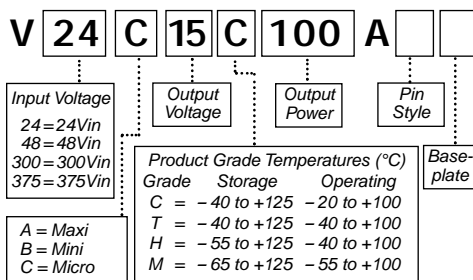 V 24 C 15 C 100 A
Input Voltage
24 = 24Vin
48 = 48Vin
300 = 300Vin
375 = 375Vin
Output
Voltage
Output
Power
Pin
Style
Base-
plate
Product Grade Temperatures (°C)
Grade Storage Operating
C = – 40 to +125 – 20 to +100
T = – 40 to +125 – 40 to +100
H = – 55 to +125 – 40 to +100
M = – 65 to +125 – 55 to +100
A = Maxi
B = Mini
C = Micro